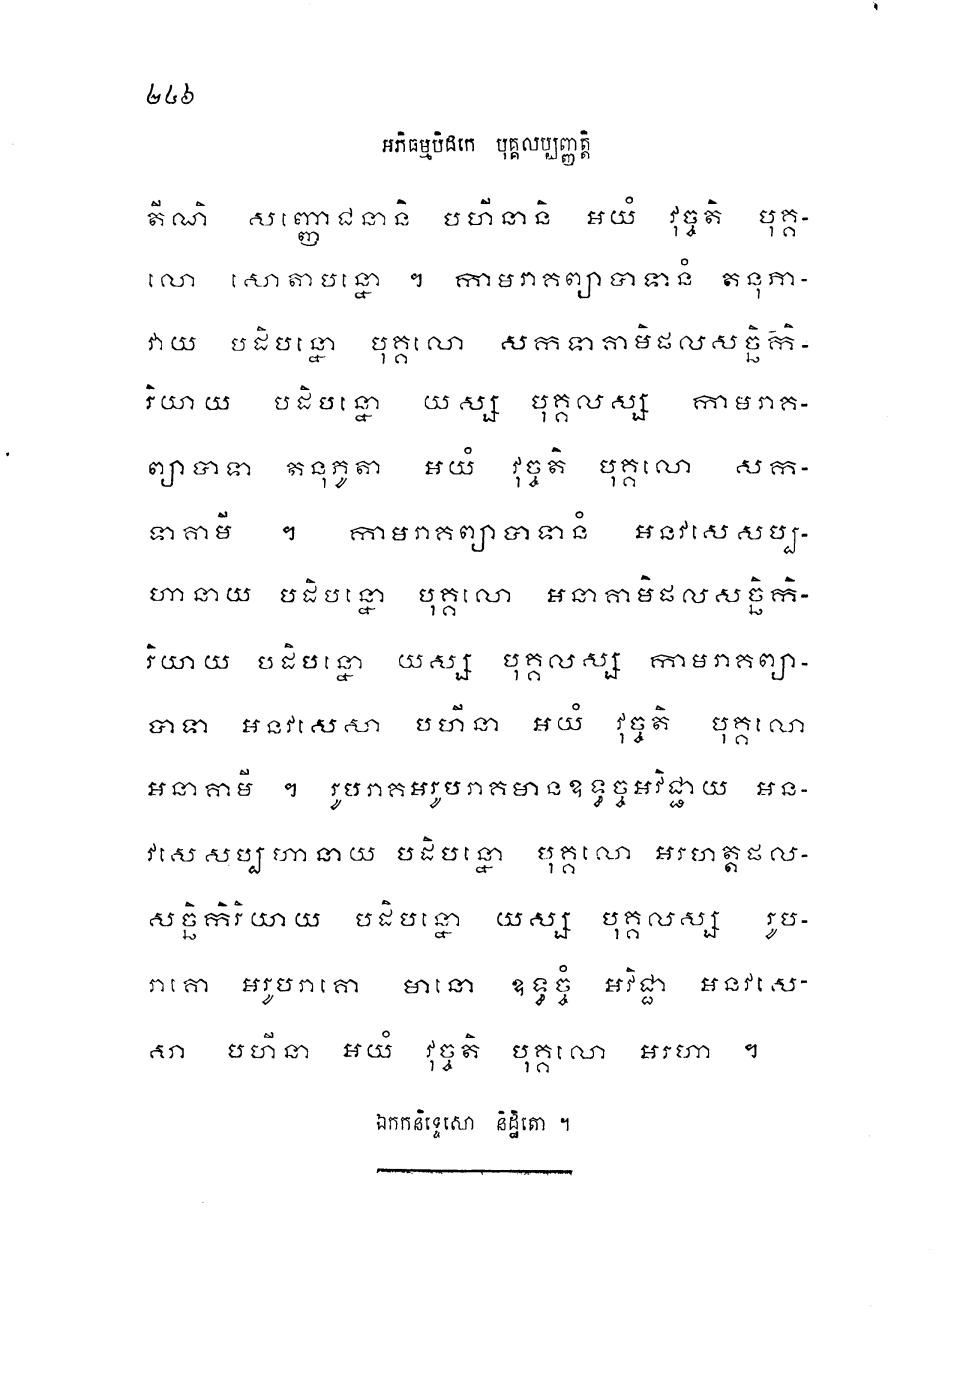 ២៤៦
អភិធម្មបិដកេ បុគ្គលប្បញ្ញត្តិ
តីណិ សញ្ញោជនានិ បហីនានិ អយំ វុច្ចតិ បុគ្គ-
លោ សោតាបន្នោ ។ កាមរាគព្យាបាទានំ តនុភា-
វាយ បដិបន្នោ បុគ្គលោ សកទាគាមិផលសច្ឆិកិ-
រិយាយ បដិបន្នោ យស្ស បុគ្គលស្ស កាមរាគ-
ព្យាបាទា តនុភូតា អយំ វុច្ចតិ បុគ្គលោ សក-
ទាគាមី ។ កាមរាគព្យាបាទានំ អនវសេសប្ប-
ហានាយ បដិបន្នោ បុគ្គលោ អនាគាមិផលសច្ឆិកិ-
រិយាយ បដិបន្នោ យស្ស បុគ្គលស្ស កាមរាគព្យា-
បាទា អនវសេសា បហីនា អយំ វុច្ចតិ បុគ្គលោ
អនាគាមី ។ រូបរាគអរូបរាគមានឧទ្ធច្ចអវិជ្ជាយ អន-
វសេសប្បហានាយ បដិបន្នោ បុគ្គលោ អរហត្តផល-
សច្ឆិកិរិយាយ បដិបន្នោ យស្ស បុគ្គលស្ស រូប-
រាគោ អរូបរាគោ មានោ ឧទ្ធច្ចំ អវិជ្ជា អនវសេ-
សា បហីនា អយំ វុច្ចតិ បុគ្គលោ អរហា ។
ឯកកនិទ្ទេសោ និដ្ឋិតោ ។